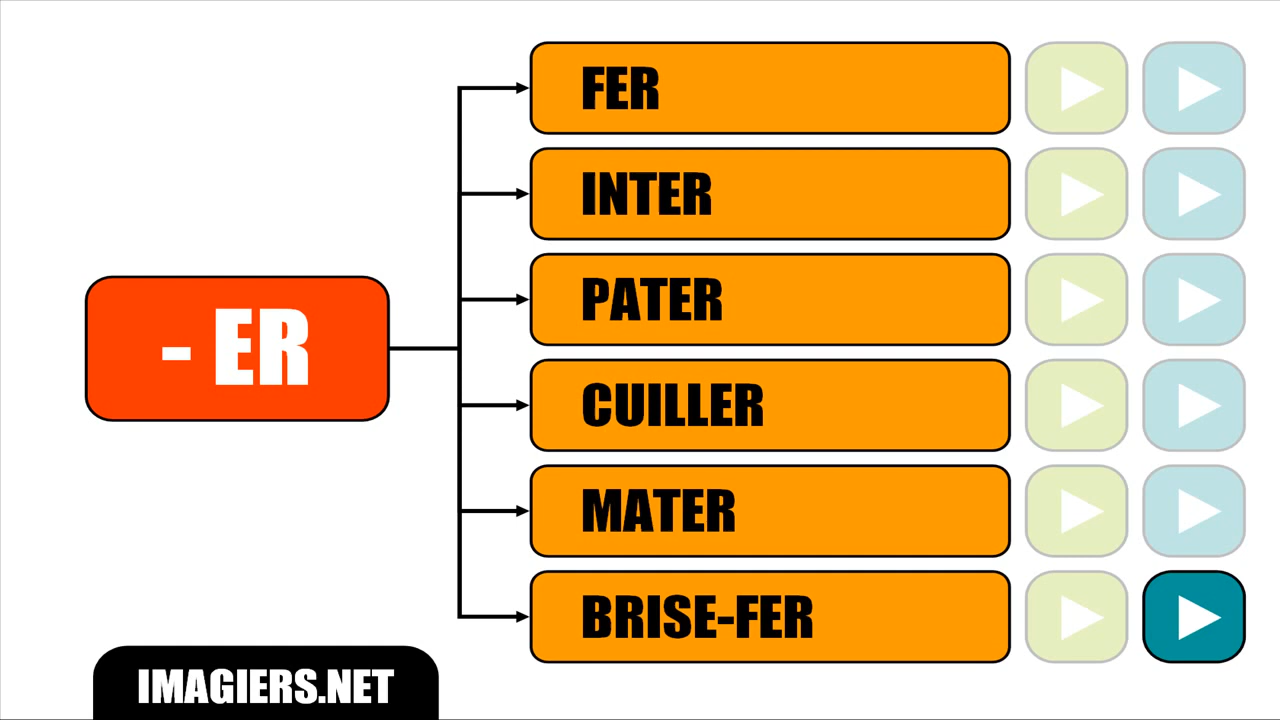 - ER
FER
INTER
PATER
CUILLER
MATER
BRISE-FER
IMAGIERS.NET